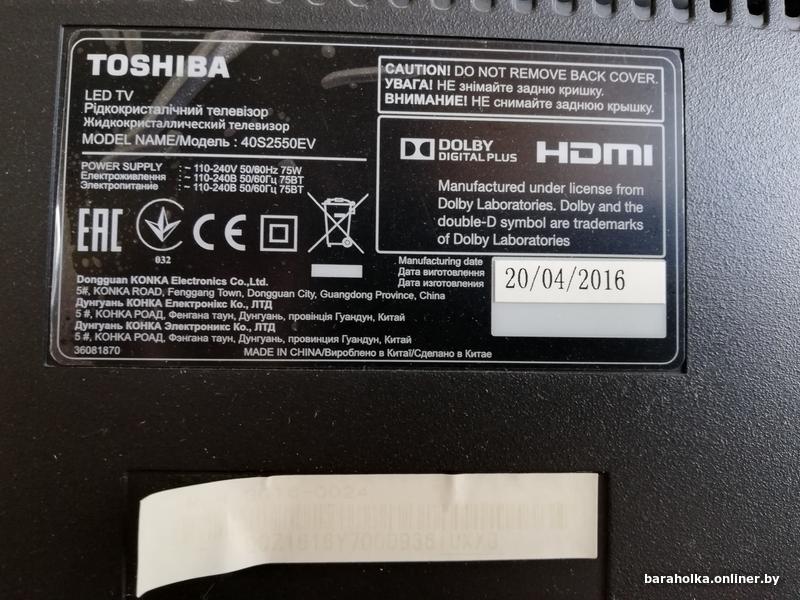 TOSHIBA
LED TV
Рідкокристалічний телевізор
Жидкокристаллический телевизор
MODEL NAME/Модель : 40S2550EV
POWER SUPPLY : ~ 110-240V 50/60Hz 75W
Електроживлення : ~ 110-240В 50/60Гц 75ВТ
Электропитание : ~ 110-240В 50/60Гц 75ВТ
EAC
CE
032
CAUTION! DO NOT REMOVE BACK COVER.
УВАГА! НЕ знімайте задню кришку.
ВНИМАНИЕ! НЕ снимайте заднюю крышку.
DOLBY
DIGITAL PLUS
HDMI
Manufactured under license from
Dolby Laboratories. Dolby and the
double-D symbol are trademarks
of Dolby Laboratories
Manufacturing date
Дата виготовлення
Дата изготовления
20/04/2016
Dongguan KONKA Electronics Co.,Ltd.
5#, KONKA ROAD, Fenggang Town, Dongguan City, Guangdong Province, China
Дунгуань КОНКА Електронікс Ко., ЛТД
5 #, КОНКА РОАД, Фенгана таун, Дунгуань, провінція Гуандун, Китай
Дунгуань КОНКА Электроникс Ко., ЛТД
5 #, КОНКА РОАД, Фэнгана таун, Дунгуань, провинция Гуандун, Китай
36081870
MADE IN CHINA/Вироблено в Китаї/Сделано в Китае
baraholka.onliner.by